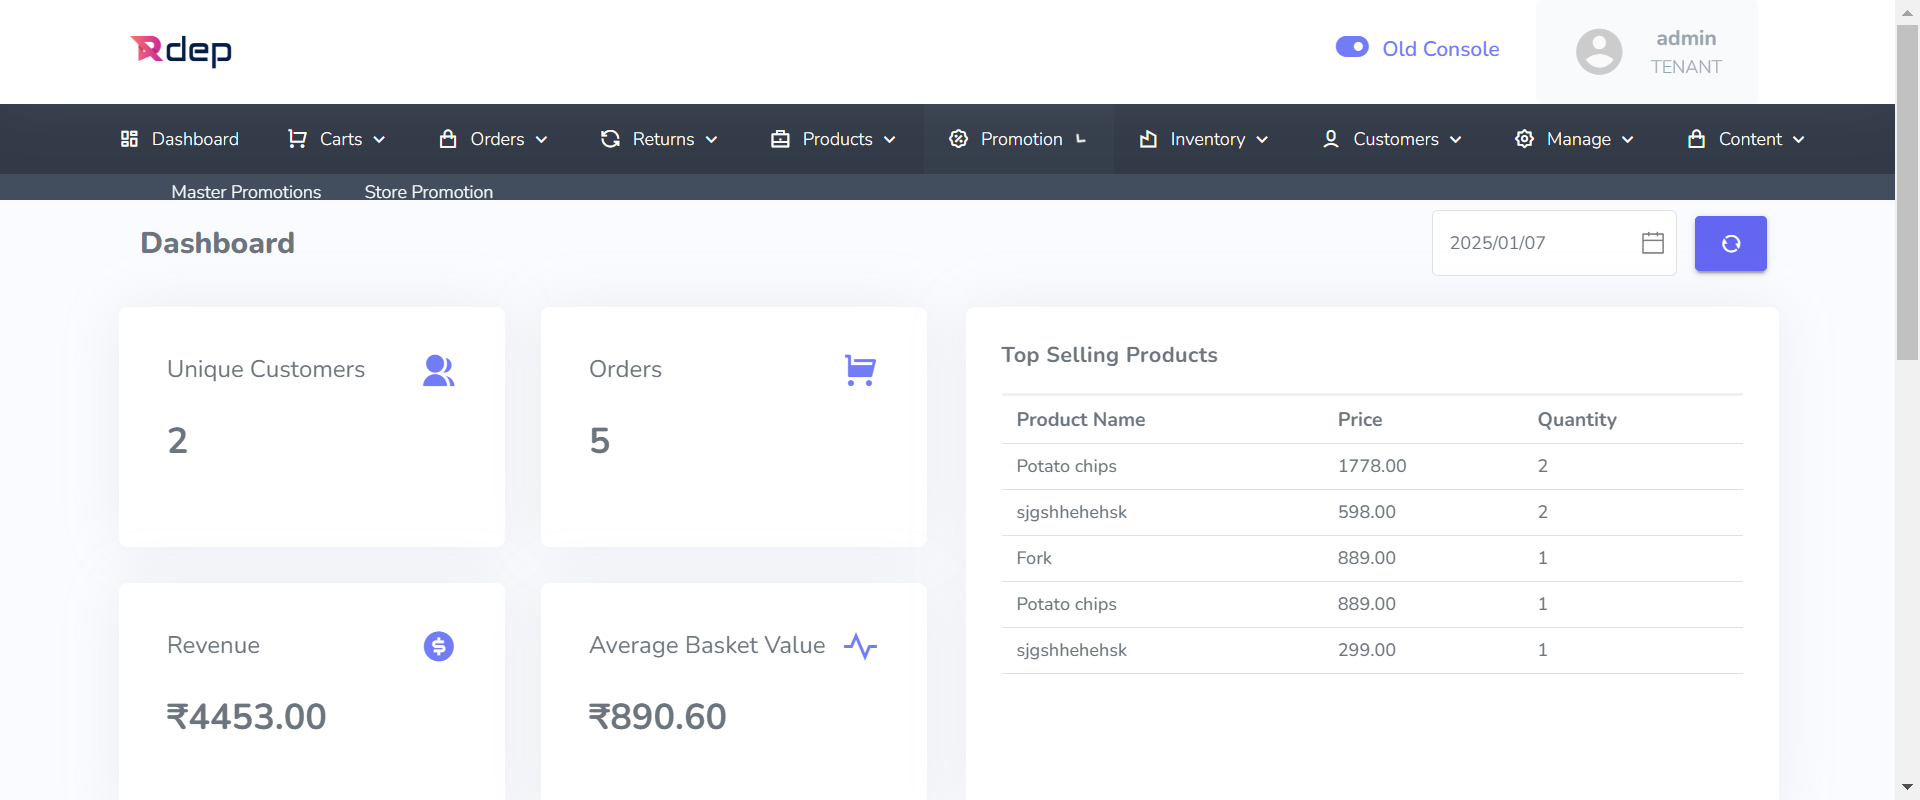 Rdep
Old Console
admin
TENANT
Dashboard Carts Orders Returns Products Promotion Inventory Customers Manage Content
Master Promotions Store Promotion
Dashboard
2025/01/07
Unique Customers
2
Orders
5
Revenue
₹4453.00
Average Basket Value
₹890.60
Top Selling Products
Product Name Price Quantity
Potato chips 1778.00 2
sjgshhehehsk 598.00 2
Fork 889.00 1
Potato chips 889.00 1
sjgshhehehsk 299.00 1